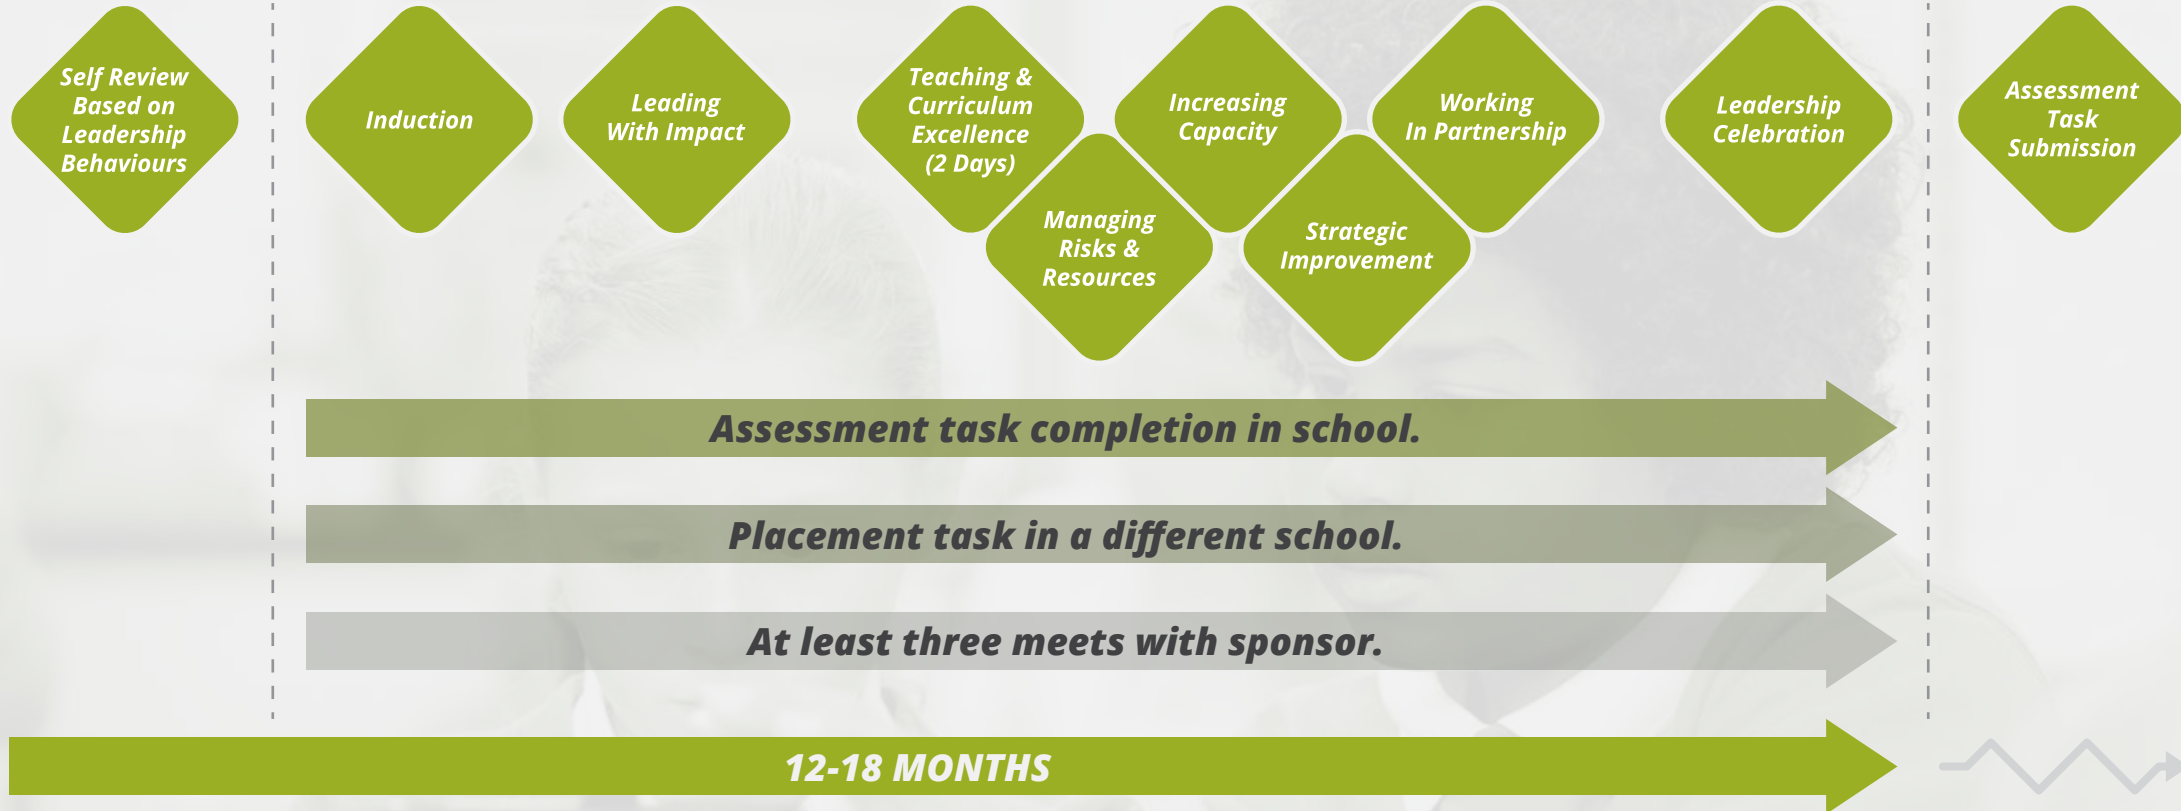 Self Review
Based on
Leadership
Behaviours
Induction
Leading
With Impact
Teaching &
Curriculum
Excellence
(2 Days)
Managing
Risks &
Resources
Increasing
Capacity
Strategic
Improvement
Working
In Partnership
Leadership
Celebration
Assessment
Task
Submission
Assessment task completion in school.
Placement task in a different school.
At least three meets with sponsor.
12-18 MONTHS